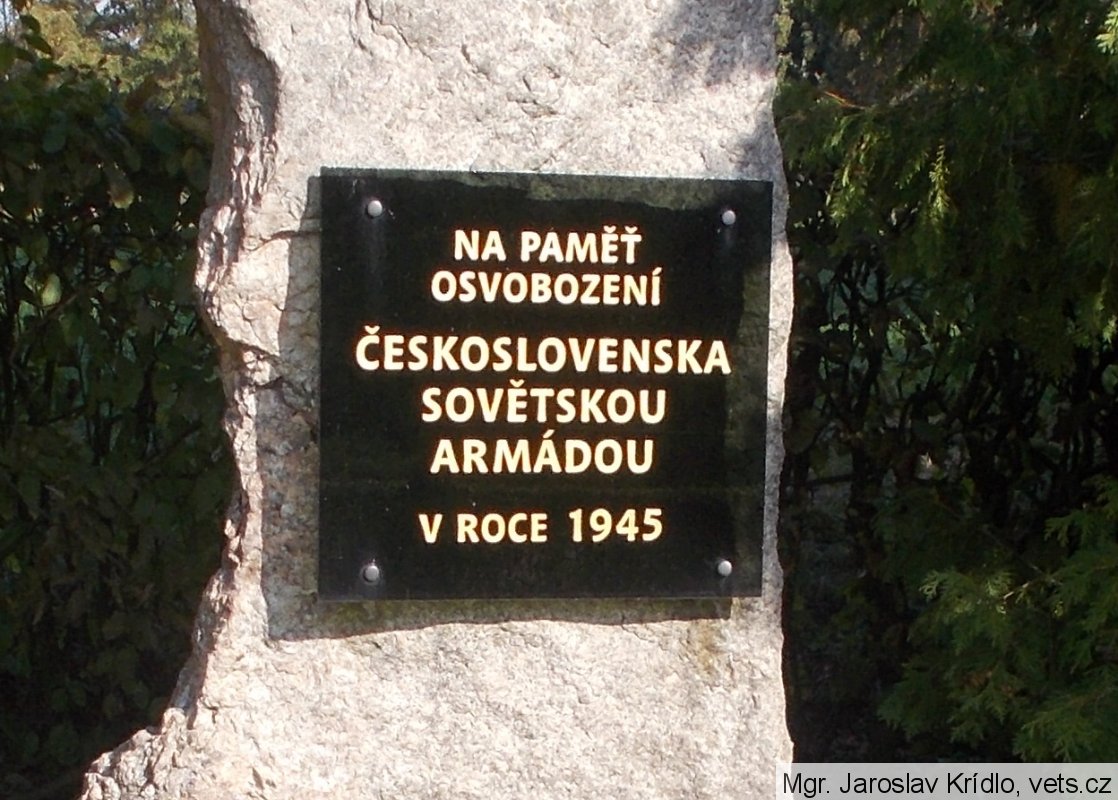 NA PAMĚŤ
OSVOBOZENÍ
ČESKOSLOVENSKA
SOVĚTSKOU
ARMÁDOU
V ROCE 1945
Mgr. Jaroslav Krídlo, vets.cz